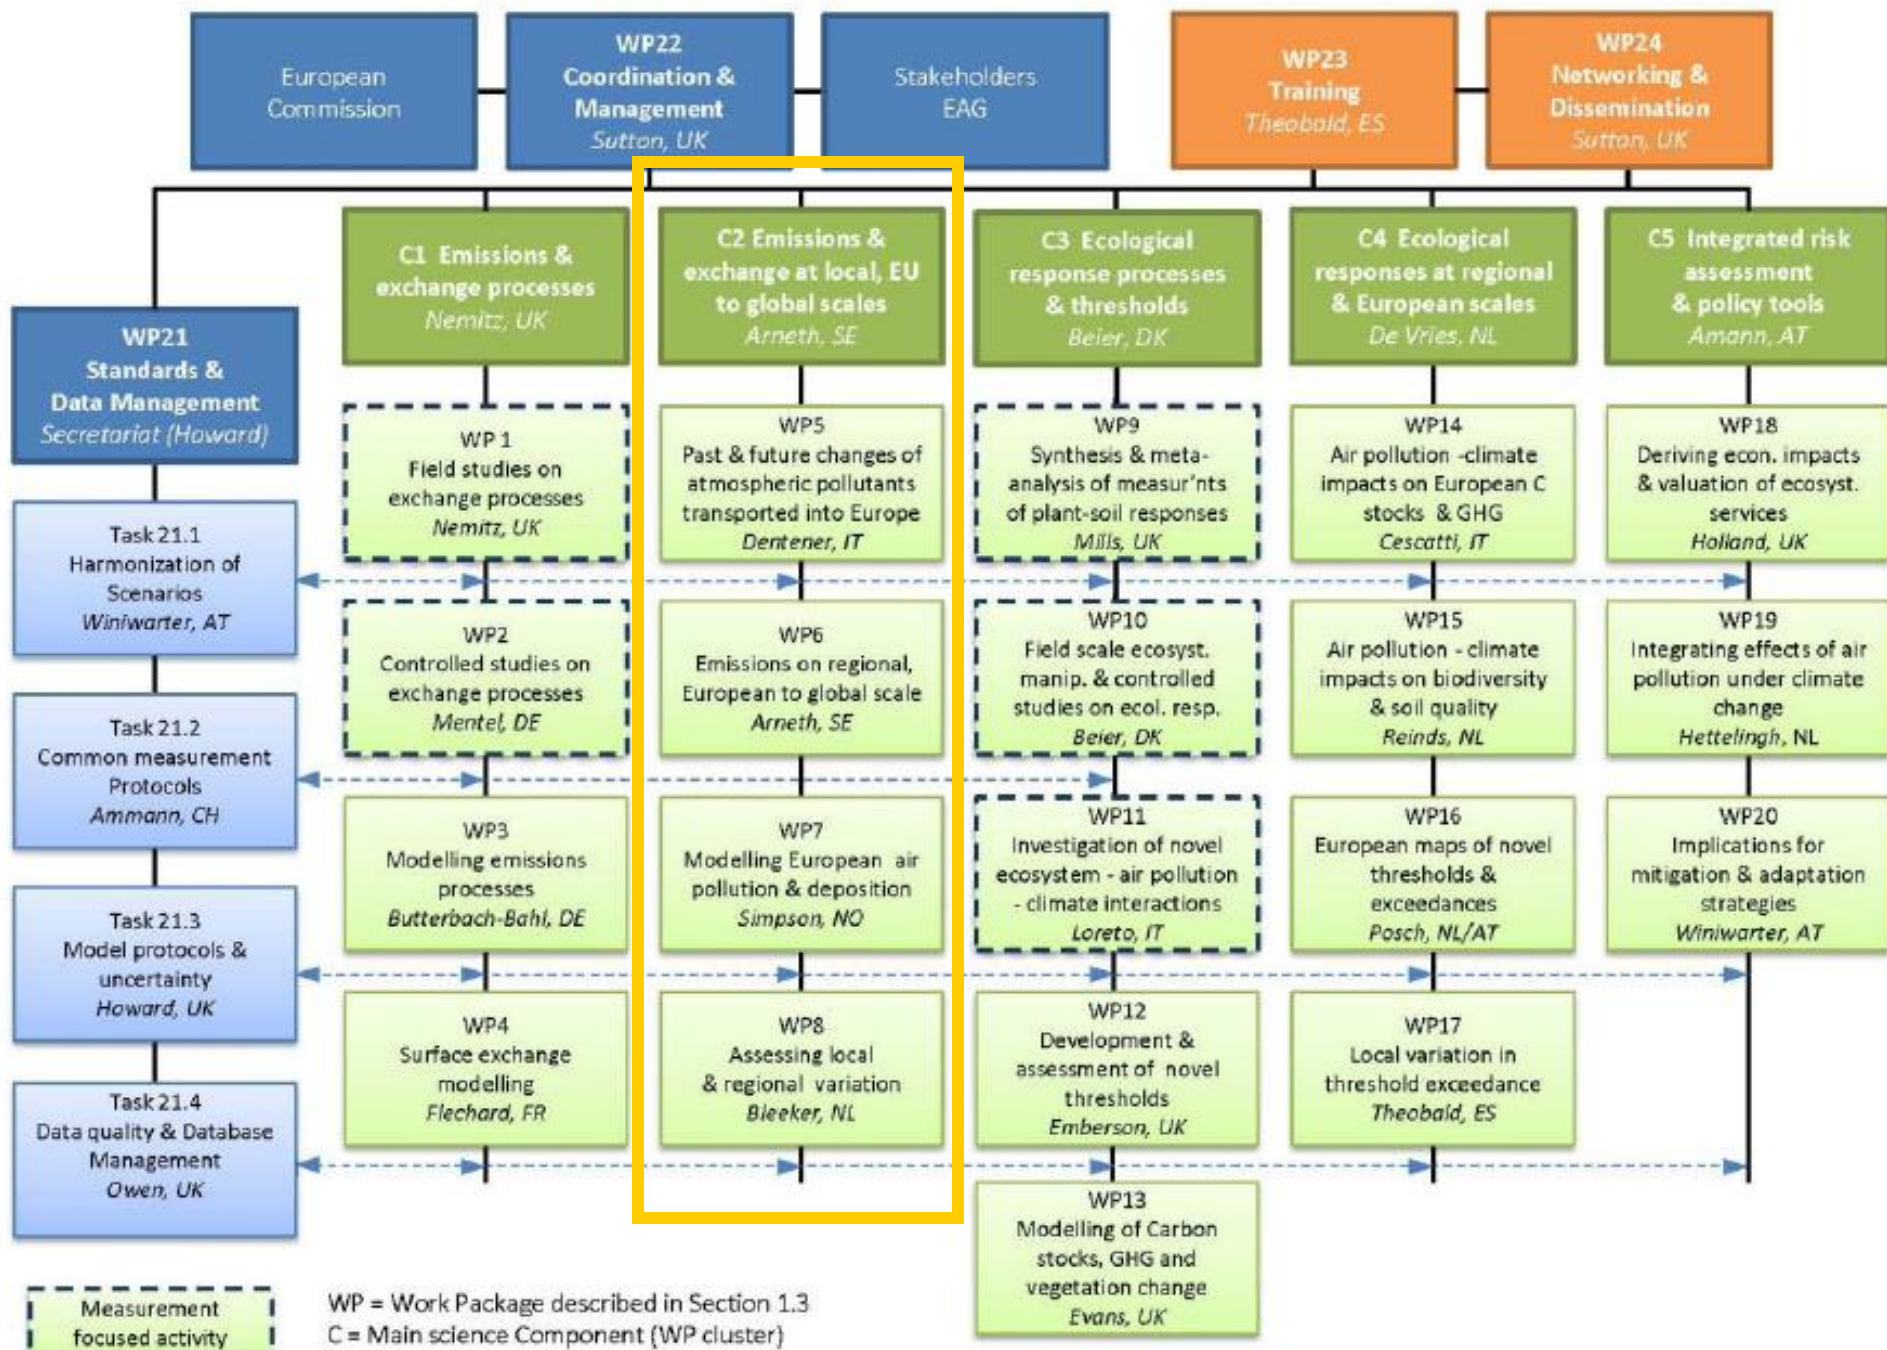 European
Commission
WP22
Coordination &
Management
Sutton, UK
Stakeholders
EAG
WP23
Training
Theobald, ES
WP24
Networking &
Dissemination
Sutton, UK
WP21
Standards &
Data Management
Secretariat (Howard)
Task 21.1
Harmonization of
Scenarios
Winiwarter, AT
Task 21.2
Common measurement
Protocols
Ammann, CH
Task 21.3
Model protocols &
uncertainty
Howard, UK
Task 21.4
Data quality & Database
Management
Owen, UK
C1 Emissions &
exchange processes
Nemitz, UK
WP 1
Field studies on
exchange processes
Nemitz, UK
WP2
Controlled studies on
exchange processes
Mentel, DE
WP3
Modelling emissions
processes
Butterbach-Bahl, DE
WP4
Surface exchange
modelling
Flechard, FR
C2 Emissions &
exchange at local, EU
to global scales
Arneth, SE
WP5
Past & future changes of
atmospheric pollutants
transported into Europe
Dentener, IT
WP6
Emissions on regional,
European to global scale
Arneth, SE
WP7
Modelling European air
pollution & deposition
Simpson, NO
WP8
Assessing local
& regional variation
Bleeker, NL
C3 Ecological
response processes
& thresholds
Beier, DK
WP9
Synthesis & meta-
analysis of measur'nts
of plant-soil responses
Mills, UK
WP10
Field scale ecosyst.
manip. & controlled
studies on ecol. resp.
Beier, DK
WP11
Investigation of novel
ecosystem - air pollution
- climate interactions
Loreto, IT
WP12
Development &
assessment of novel
thresholds
Emberson, UK
WP13
Modelling of Carbon
stocks, GHG and
vegetation change
Evans, UK
C4 Ecological
responses at regional
& European scales
De Vries, NL
WP14
Air pollution -climate
impacts on European C
stocks & GHG
Cescatti, IT
WP15
Air pollution - climate
impacts on biodiversity
& soil quality
Reinds, NL
WP16
European maps of novel
thresholds &
exceedances
Posch, NL/AT
WP17
Local variation in
threshold exceedance
Theobald, ES
C5 Integrated risk
assessment
& policy tools
Amann, AT
WP18
Deriving econ. impacts
& valuation of ecosyst.
services
Holland, UK
WP19
Integrating effects of air
pollution under climate
change
Hettelingh, NL
WP20
Implications for
mitigation & adaptation
strategies
Winiwarter, AT
Measurement
focused activity
WP = Work Package described in Section 1.3
C = Main science Component (WP cluster)